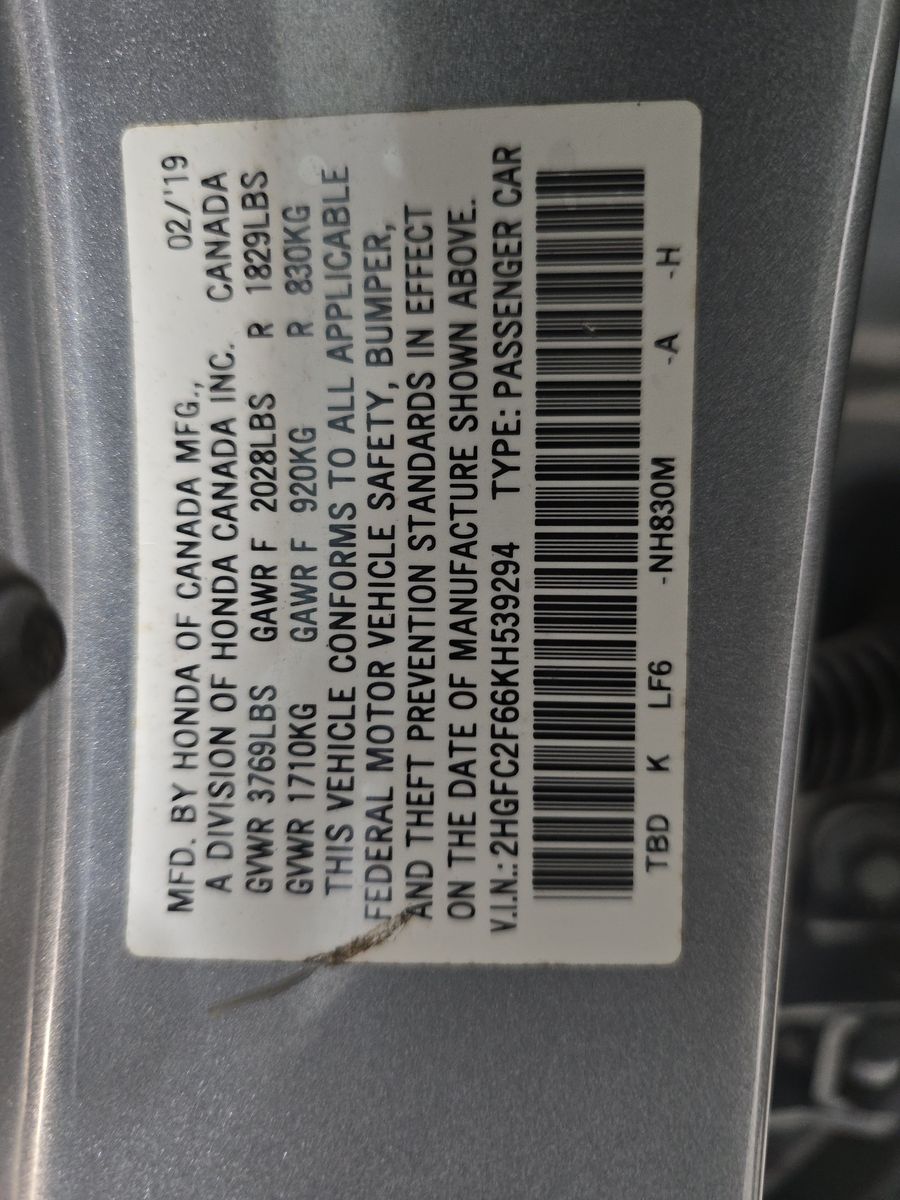 MFD. BY HONDA OF CANADA MFG., 02/'19
A DIVISION OF HONDA CANADA INC. CANADA
GVWR 3769LBS GAWR F 2028LBS R 1829LBS
GVWR 1710KG GAWR F 920KG R 830KG
THIS VEHICLE CONFORMS TO ALL APPLICABLE
FEDERAL MOTOR VEHICLE SAFETY, BUMPER,
AND THEFT PREVENTION STANDARDS IN EFFECT
ON THE DATE OF MANUFACTURE SHOWN ABOVE.
V.I.N.: 2HGFC2F66KH539294 TYPE: PASSENGER CAR
TBD K LF6 -NH830M -A -H